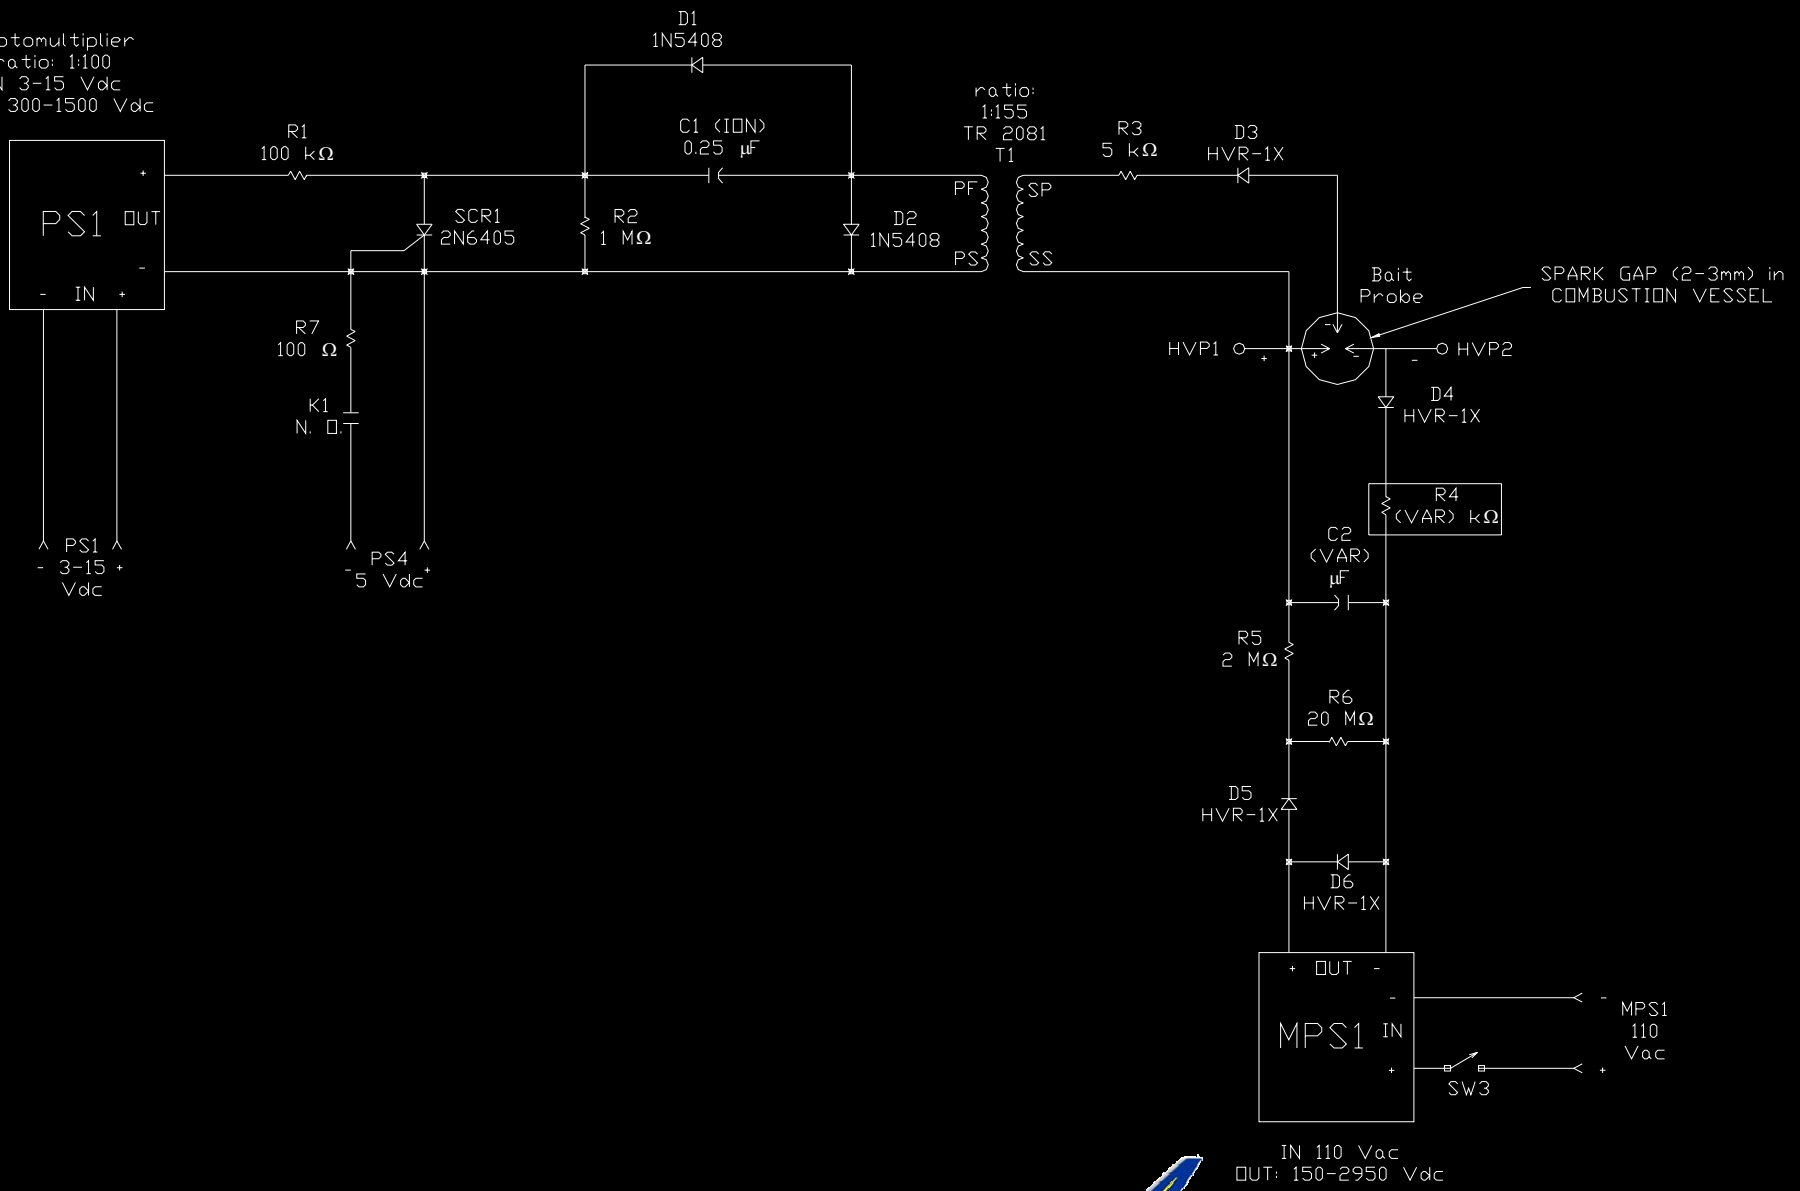 otomultiplier
ratio: 1:100
3-15 Vdc
300-1500 Vdc
PS1
+
OUT
-
- IN +
R1
100 kΩ
SCR1
2N6405
R7
100 Ω
K1
N. O.
PS1
- 3-15 +
Vdc
PS4
- 5 Vdc +
D1
1N5408
C1 (ION)
0.25 µF
R2
1 MΩ
D2
1N5408
ratio:
1:155
TR 2081
T1
PF
SP
PS
SS
R3
5 kΩ
D3
HVR-1X
Bait
Probe
SPARK GAP (2-3mm) in
COMBUSTION VESSEL
-
HVP1
+
+
-
-
HVP2
D4
HVR-1X
R4
(VAR) kΩ
C2
(VAR)
µF
R5
2 MΩ
R6
20 MΩ
D5
HVR-1X
D6
HVR-1X
+ OUT -
-
MPS1
IN
+
-
MPS1
110
Vac
+
SW3
IN 110 Vac
OUT: 150-2950 Vdc